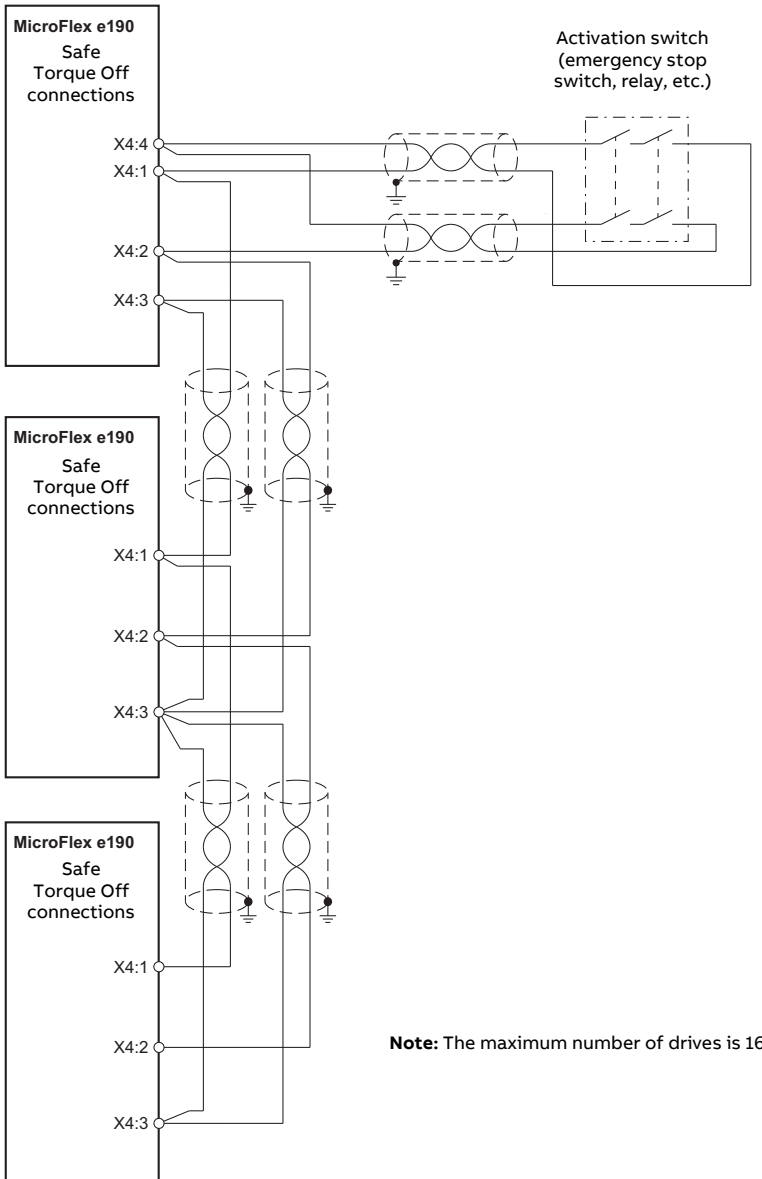 MicroFlex e190
Safe
Torque Off
connections
X4:4
X4:1
X4:2
X4:3
Activation switch
(emergency stop
switch, relay, etc.)
MicroFlex e190
Safe
Torque Off
connections
X4:1
X4:2
X4:3
MicroFlex e190
Safe
Torque Off
connections
X4:1
X4:2
X4:3
Note: The maximum number of drives is 16